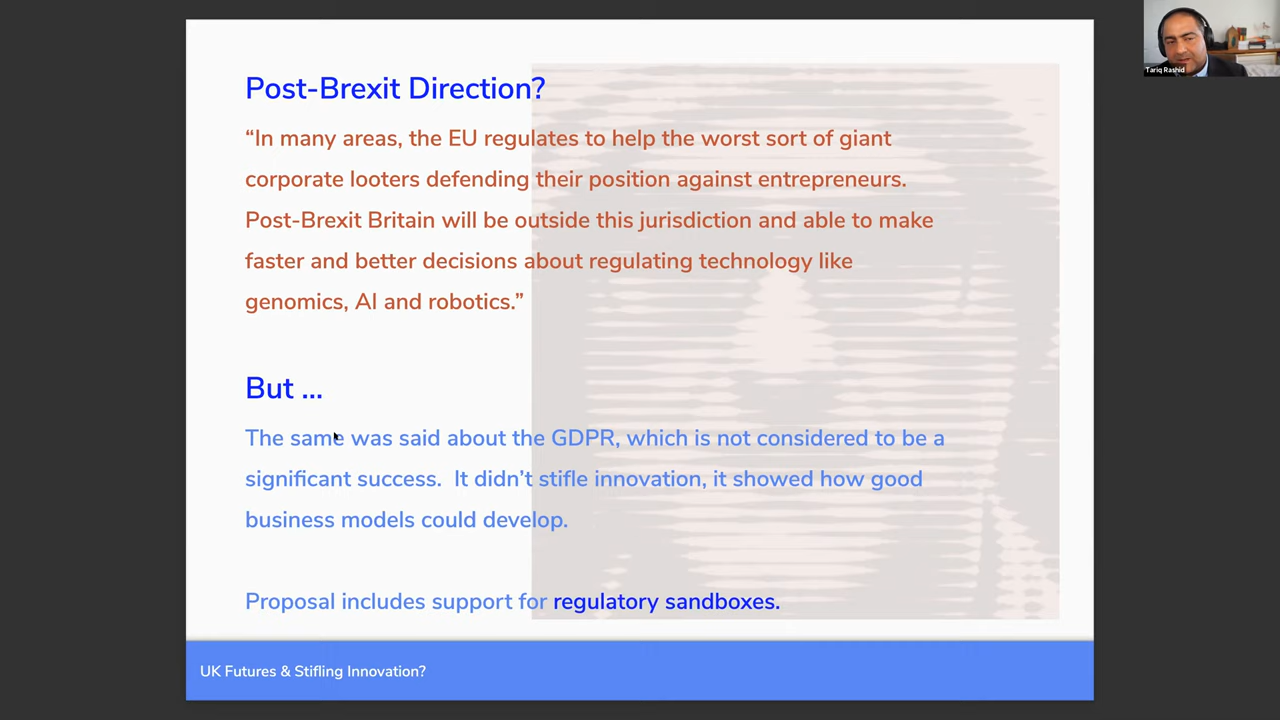 Post-Brexit Direction?
“In many areas, the EU regulates to help the worst sort of giant
corporate looters defending their position against entrepreneurs.
Post-Brexit Britain will be outside this jurisdiction and able to make
faster and better decisions about regulating technology like
genomics, AI and robotics.”
But ...
The same was said about the GDPR, which is not considered to be a
significant success.  It didn’t stifle innovation, it showed how good
business models could develop.
Proposal includes support for regulatory sandboxes.
UK Futures & Stifling Innovation?
Tariq Rashid